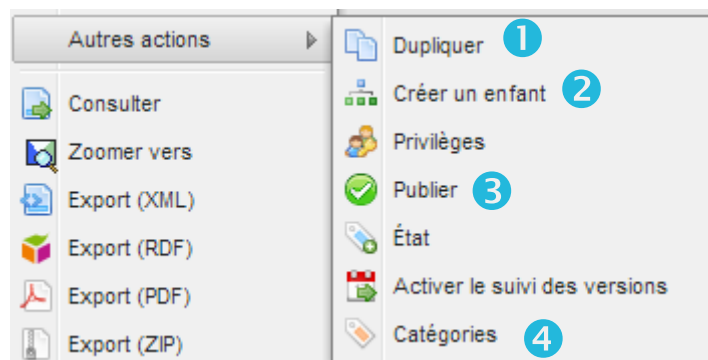 Autres actions
Consulter
Zoomer vers
Export (XML)
Export (RDF)
Export (PDF)
Export (ZIP)
Dupliquer 1
Créer un enfant 2
Privilèges
Publier 3
État
Activer le suivi des versions
Catégories 4